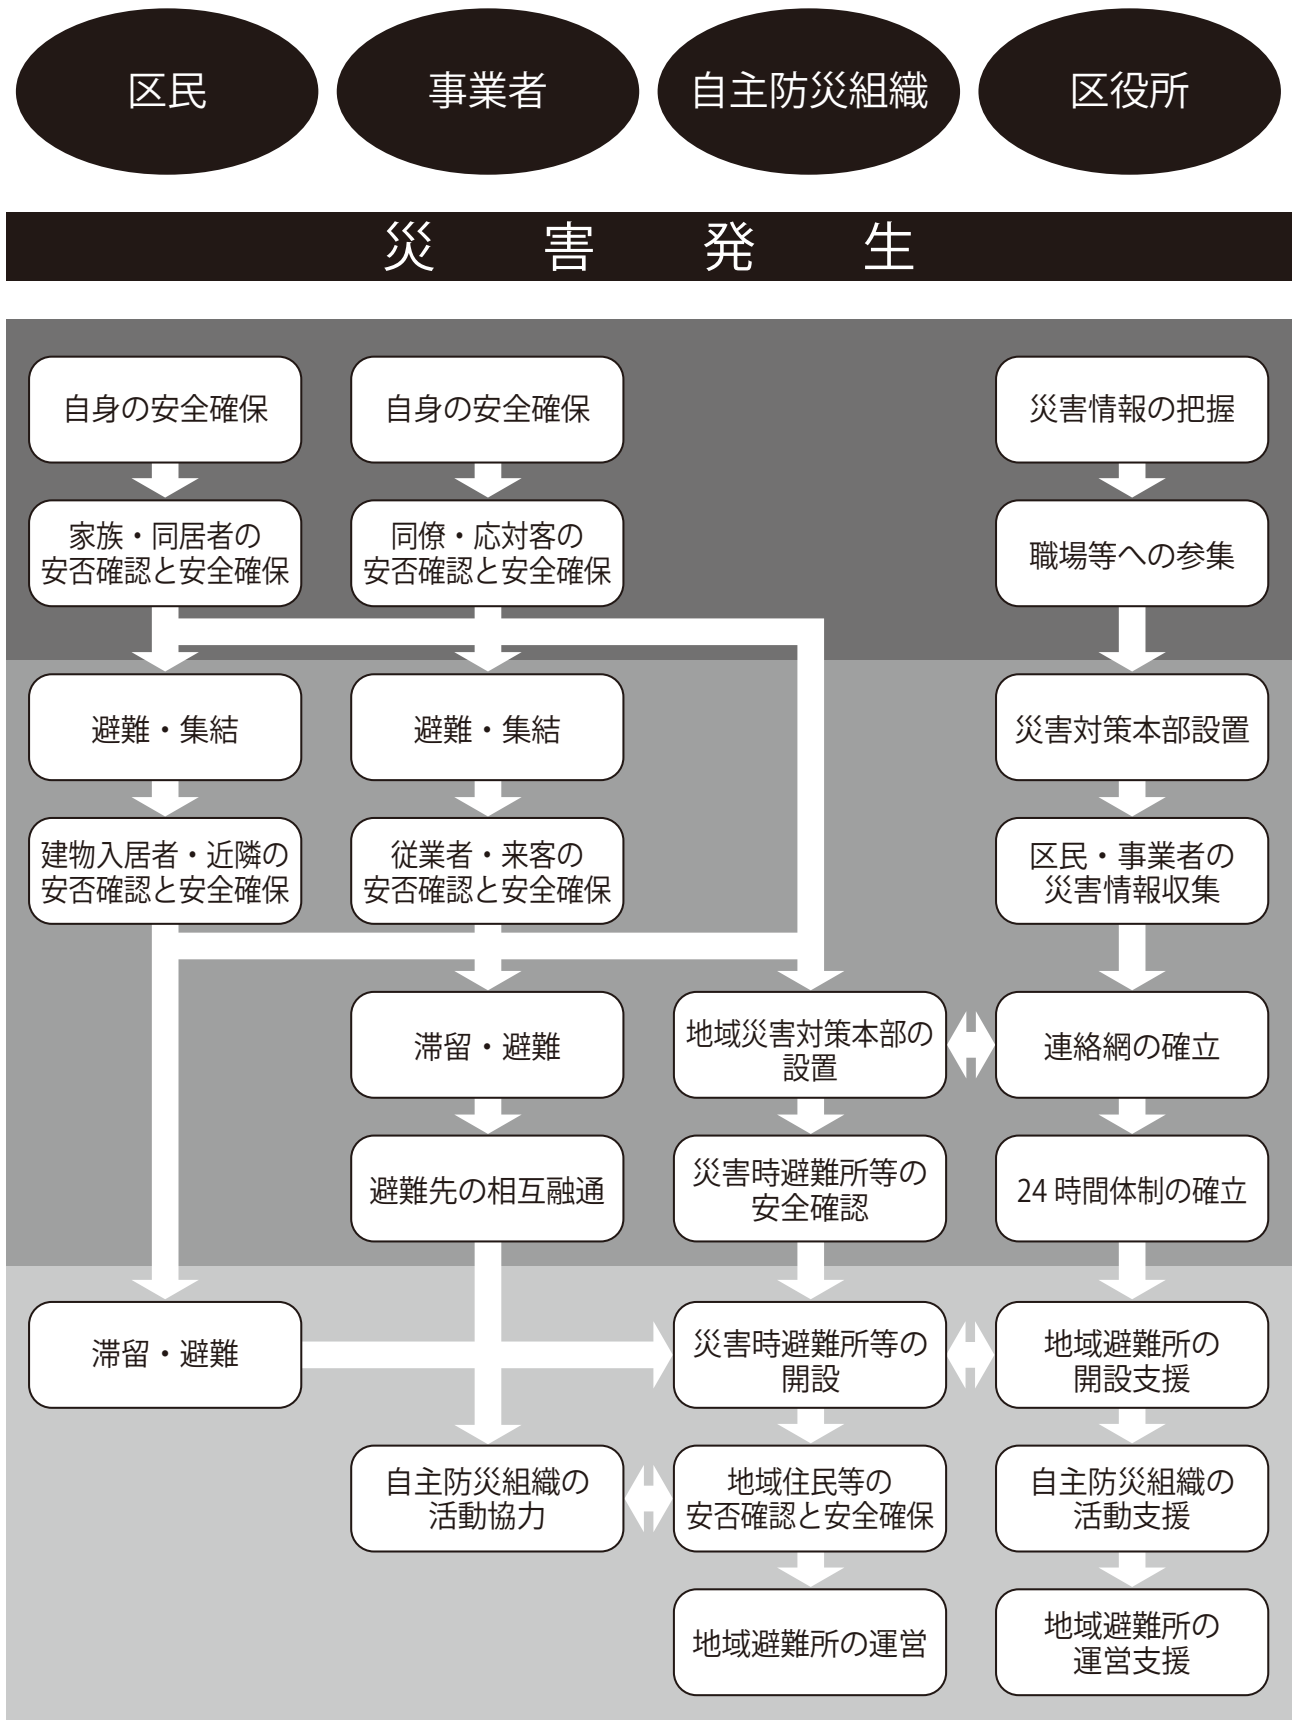 区民
事業者
自主防災組織
区役所
災害発生
自身の安全確保
自身の安全確保
災害情報の把握
家族・同居者の
安否確認と安全確保
同僚・応対客の
安否確認と安全確保
職場等への参集
避難・集結
避難・集結
災害対策本部設置
建物入居者・近隣の
安否確認と安全確保
従業者・来客の
安否確認と安全確保
区民・事業者の
災害情報収集
滞留・避難
地域災害対策本部の
設置
連絡網の確立
避難先の相互融通
災害時避難所等の
安全確認
24時間体制の確立
滞留・避難
災害時避難所等の
開設
地域避難所の
開設支援
自主防災組織の
活動協力
地域住民等の
安否確認と安全確保
自主防災組織の
活動支援
地域避難所の運営
地域避難所の
運営支援